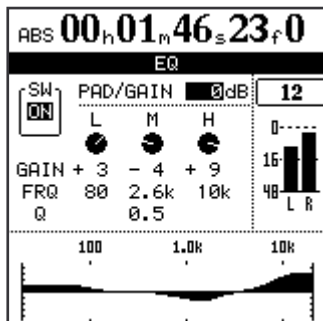 ABS 00h01m46s23f0
EQ
SW PAD/GAIN 0dB 12
ON L M H 0
GAIN + 3 - 4 + 9 16
FRQ 80 2.6k 10k 48
Q 0.5 L R
100 1.0k 10k